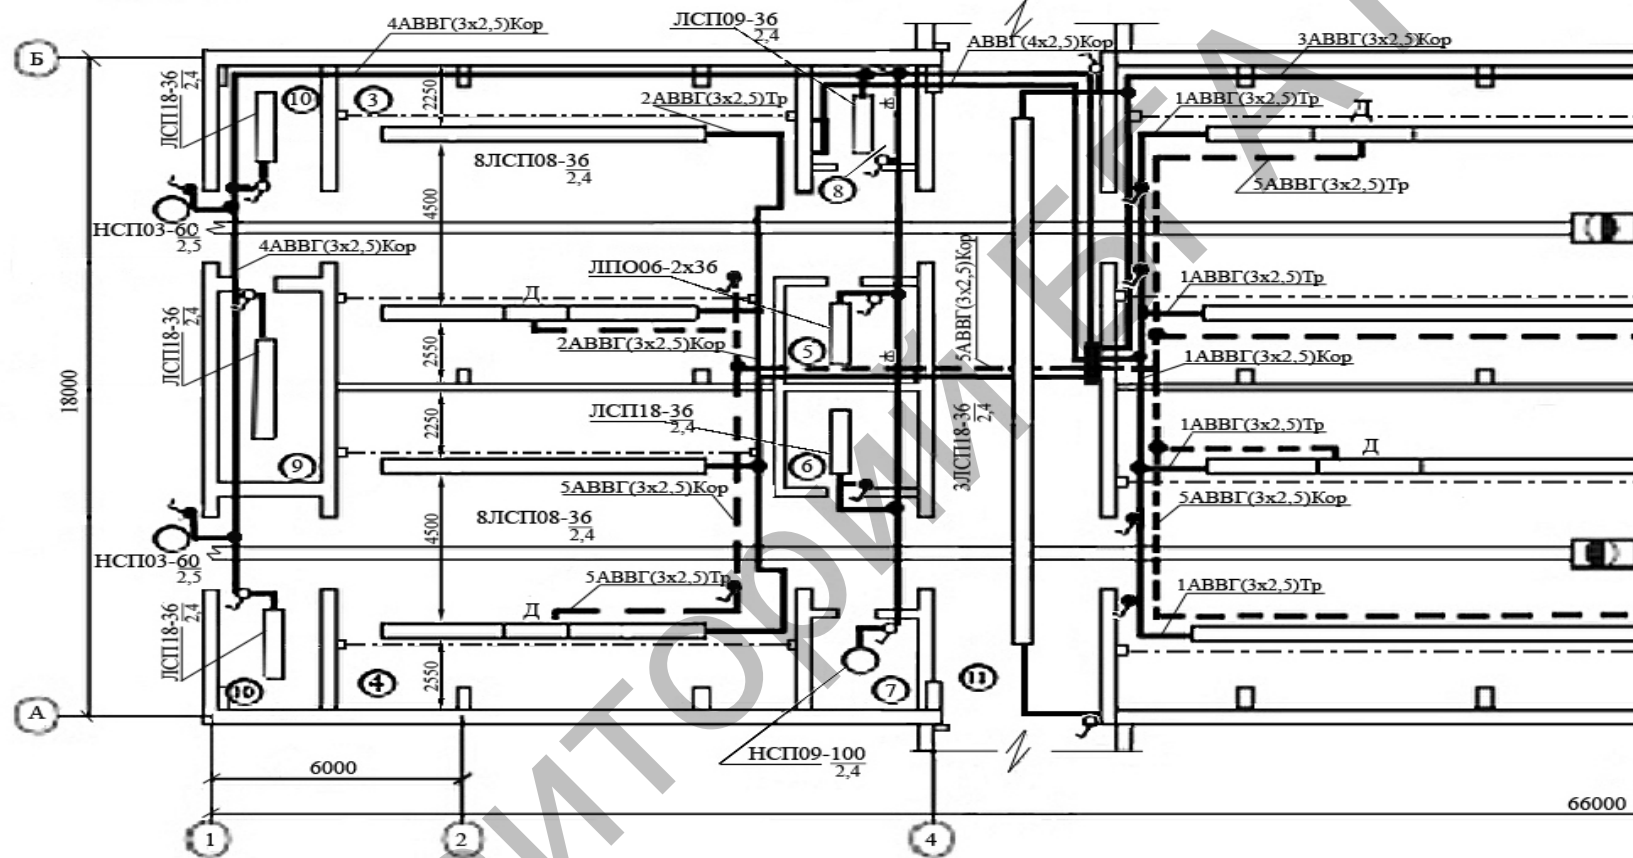 4АВВГ(3х2,5)Кор
ЛСП09-36
2,4
АВВГ(4х2,5)Кор
3АВВГ(3х2,5)Кор
Б
ЛСП18-36
2,4
10
3
2250
2АВВГ(3х2,5)Тр
1АВВГ(3х2,5)Тр
Д
8ЛСП08-36
2,4
8
5АВВГ(3х2,5)Тр
4500
НСП03-60
2,5
4АВВГ(3х2,5)Кор
5АВВГ(3х2,5)Кор
ЛПО06-2х36
1АВВГ(3х2,5)Тр
Д
ЛСП18-36
2,4
2550
2АВВГ(3х2,5)Кор
5
1АВВГ(3х2,5)Кор
18000
2250
ЛСП18-36
2,4
3ЛСП18-36
2,4
1АВВГ(3х2,5)Тр
Д
9
6
5АВВГ(3х2,5)Кор
5АВВГ(3х2,5)Кор
8ЛСП08-36
2,4
4500
НСП03-60
2,5
5АВВГ(3х2,5)Тр
1АВВГ(3х2,5)Тр
Д
ЛСП18-36
2,4
2550
10
4
7
11
А
НСП09-100
2,4
6000
66000
1
2
4
РИТОРИЙ БГАТ